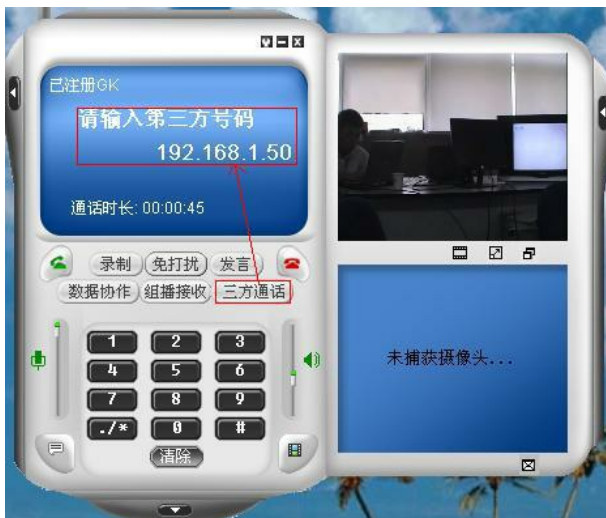 已注册GK
请输入第三方号码
192.168.1.50
通话时长: 00:00:45
录制 免打扰 发言
数据协作 组播接收 三方通话
1 2 3
4 5 6
7 8 9
./* 0 #
清除
未捕获摄像头...